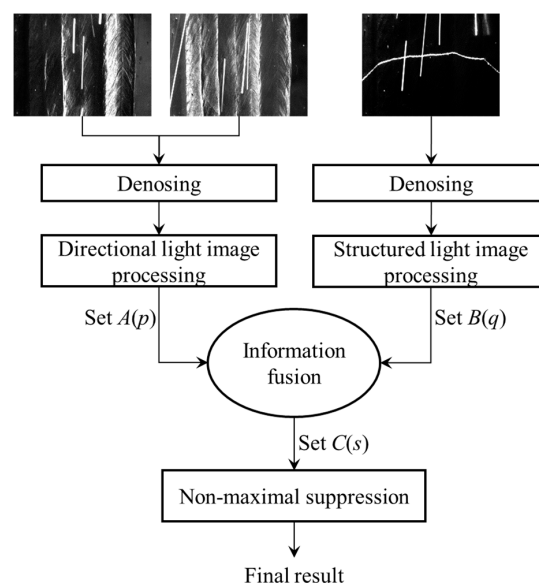 Denosing
Denosing
Directional light image
processing
Structured light image
processing
Set A(p)
Set B(q)
Information
fusion
Set C(s)
Non-maximal suppression
Final result